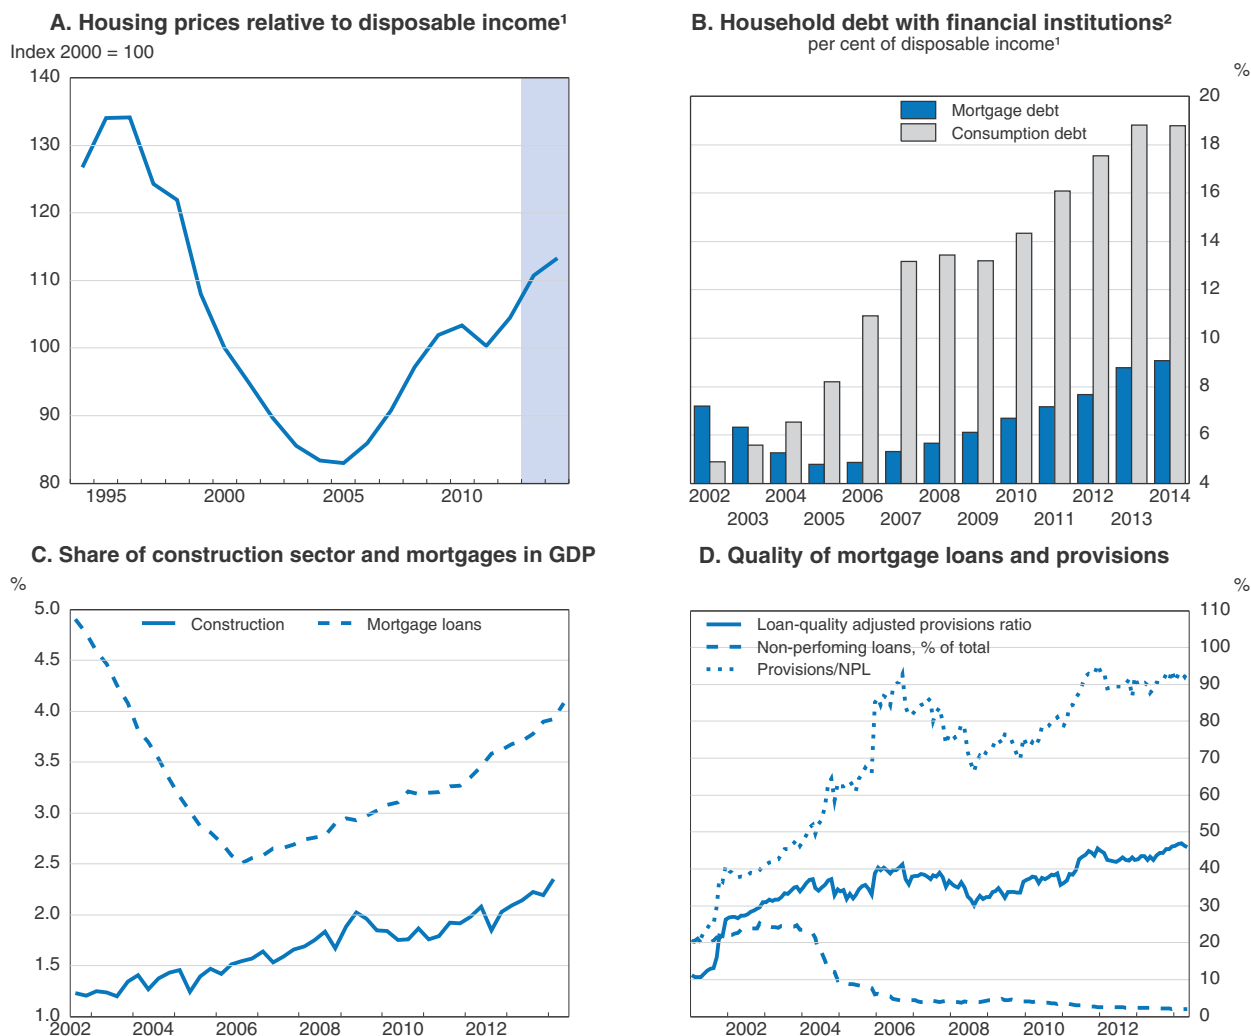 A. Housing prices relative to disposable income¹
Index 2000 = 100
140
130
120
110
100
90
80
1995 2000 2005 2010
B. Household debt with financial institutions²
per cent of disposable income¹
%
Mortgage debt
Consumption debt
20
18
16
14
12
10
8
6
4
2002 2004 2006 2008 2010 2012 2014
2003 2005 2007 2009 2011 2013
C. Share of construction sector and mortgages in GDP
%
Construction Mortgage loans
5.0
4.5
4.0
3.5
3.0
2.5
2.0
1.5
1.0
2002 2004 2006 2008 2010 2012
D. Quality of mortgage loans and provisions
%
Loan-quality adjusted provisions ratio
Non-perfoming loans, % of total
Provisions/NPL
110
100
90
80
70
60
50
40
30
20
10
0
2002 2004 2006 2008 2010 2012